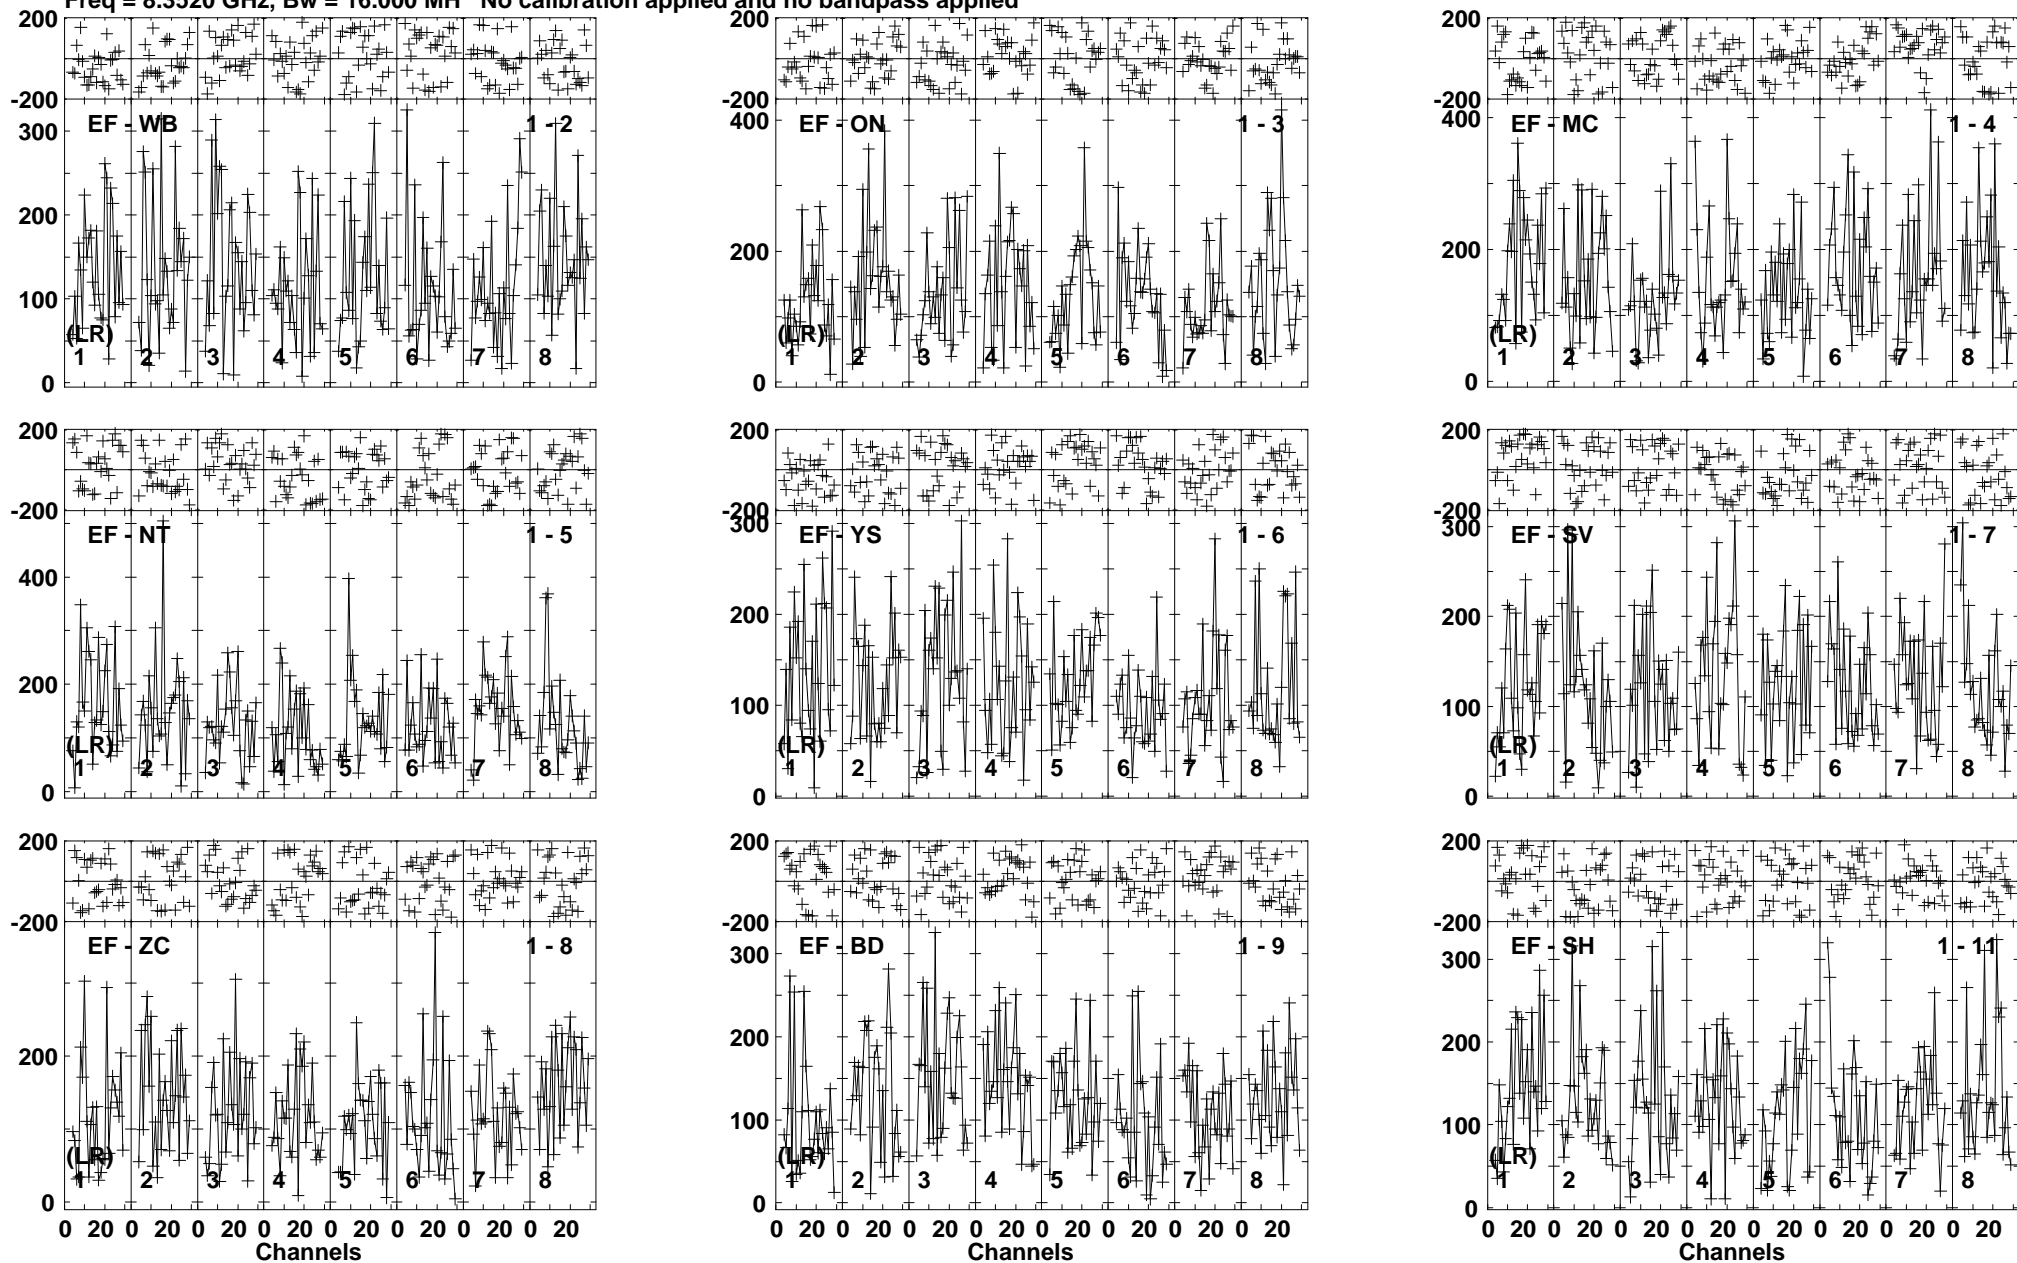 Freq = 8.3520 GHz, Bw = 16.000 MH No calibration applied and no bandpass applied
200 200 200
-200 -200 -200
EF - WB 1 - 2 EF - ON 1 - 3 EF - MC 1 - 4
300 400 400
200 200 200
100
(LR) (LR) (LR)
1 2 3 4 5 6 7 8 1 2 3 4 5 6 7 8 1 2 3 4 5 6 7 8
0 0 0
200 200 200
-200 -200 -200
EF - NT 1 - 5 EF - YS 1 - 6 EF - SV 1 - 7
400 300 300
200 200 200
100 100
(LR) (LR) (LR)
1 2 3 4 5 6 7 8 1 2 3 4 5 6 7 8 1 2 3 4 5 6 7 8
0 0 0
200 200 200
-200 -200 -200
EF - ZC 1 - 8 EF - BD 1 - 9 EF - SH 1 - 11
200 300 300
200 200
100 100
(LR) (LR) (LR)
1 2 3 4 5 6 7 8 1 2 3 4 5 6 7 8 1 2 3 4 5 6 7 8
0 0 0
0 20 0 20 0 20 0 20 0 20 0 20 0 20 0 20 0 20 0 20 0 20 0 20 0 20 0 20 0 20 0 20 0 20 0 20 0 20 0 20 0 20 0 20 0 20 0 20
Channels Channels Channels